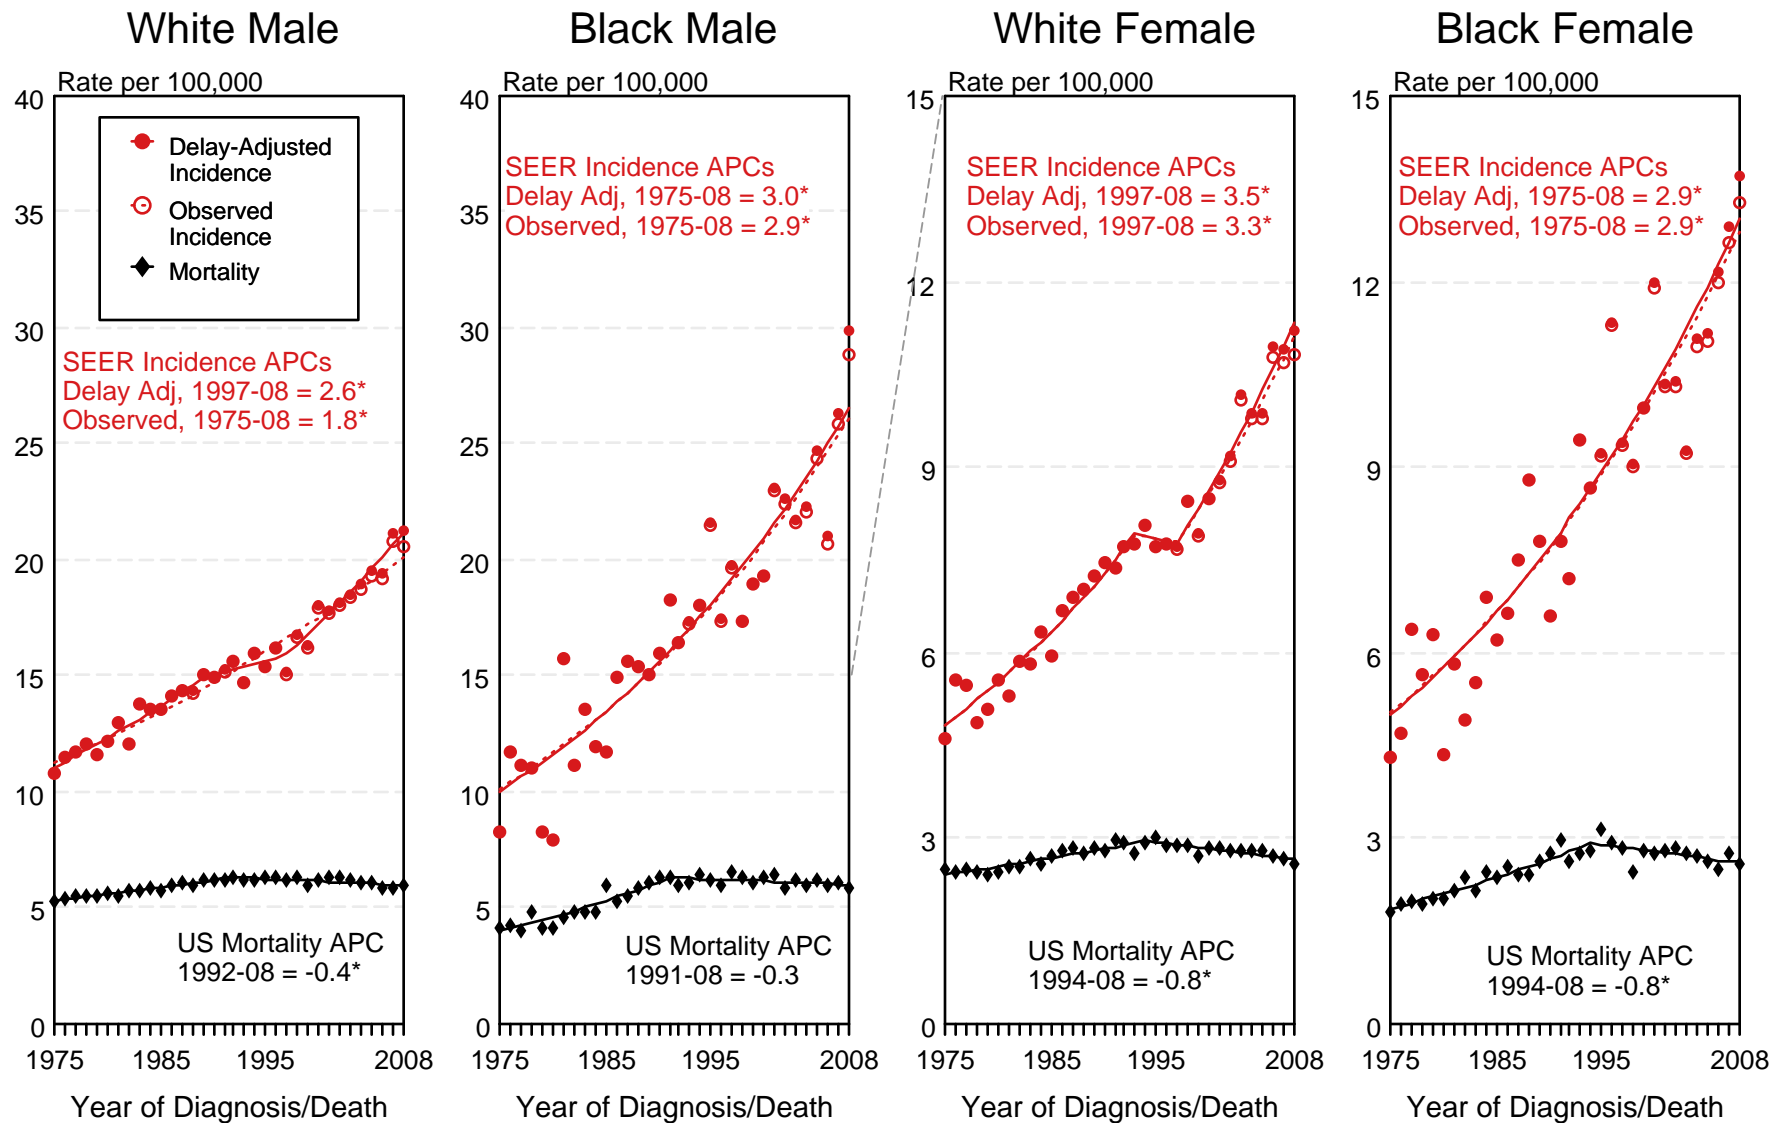 White Male
Black Male
White Female
Black Female
Rate per 100,000
Rate per 100,000
Rate per 100,000
Rate per 100,000
40
35
30
25
20
15
10
5
0
Delay-Adjusted
Incidence
Observed
Incidence
Mortality
SEER Incidence APCs
Delay Adj, 1997-08 = 2.6*
Observed, 1975-08 = 1.8*
US Mortality APC
1992-08 = -0.4*
1975 1985 1995 2008
Year of Diagnosis/Death
40
35
30
25
20
15
10
5
0
SEER Incidence APCs
Delay Adj, 1975-08 = 3.0*
Observed, 1975-08 = 2.9*
US Mortality APC
1991-08 = -0.3
1975 1985 1995 2008
Year of Diagnosis/Death
15
12
9
6
3
0
SEER Incidence APCs
Delay Adj, 1997-08 = 3.5*
Observed, 1997-08 = 3.3*
US Mortality APC
1994-08 = -0.8*
1975 1985 1995 2008
Year of Diagnosis/Death
15
12
9
6
3
0
SEER Incidence APCs
Delay Adj, 1975-08 = 2.9*
Observed, 1975-08 = 2.9*
US Mortality APC
1994-08 = -0.8*
1975 1985 1995 2008
Year of Diagnosis/Death